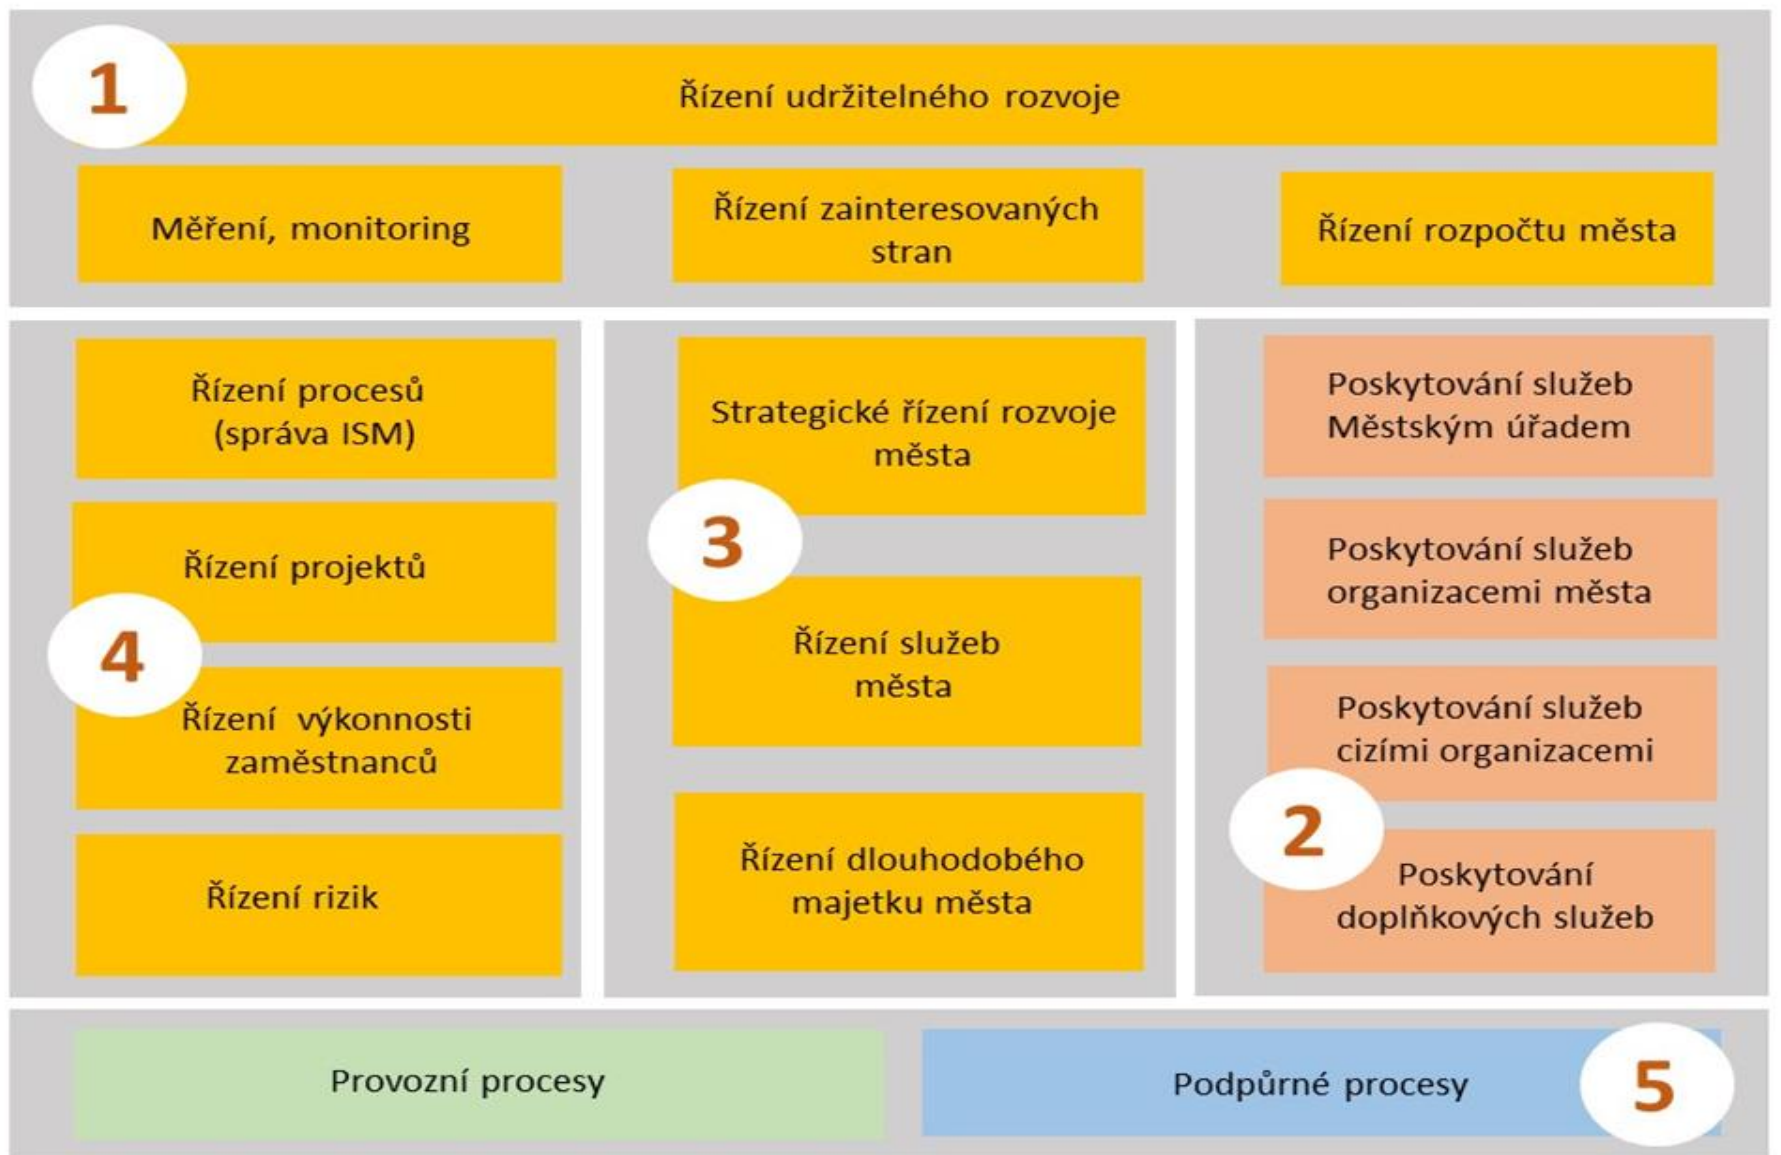 1
Řízení udržitelného rozvoje
Měření, monitoring
Řízení zainteresovaných
stran
Řízení rozpočtu města
Řízení procesů
(správa ISM)
Řízení projektů
4
Řízení výkonnosti
zaměstnanců
Řízení rizik
Strategické řízení rozvoje
města
3
Řízení služeb
města
Řízení dlouhodobého
majetku města
Poskytování služeb
Městským úřadem
Poskytování služeb
organizacemi města
Poskytování služeb
cizími organizacemi
2
Poskytování
doplňkových služeb
Provozní procesy
Podpůrné procesy
5